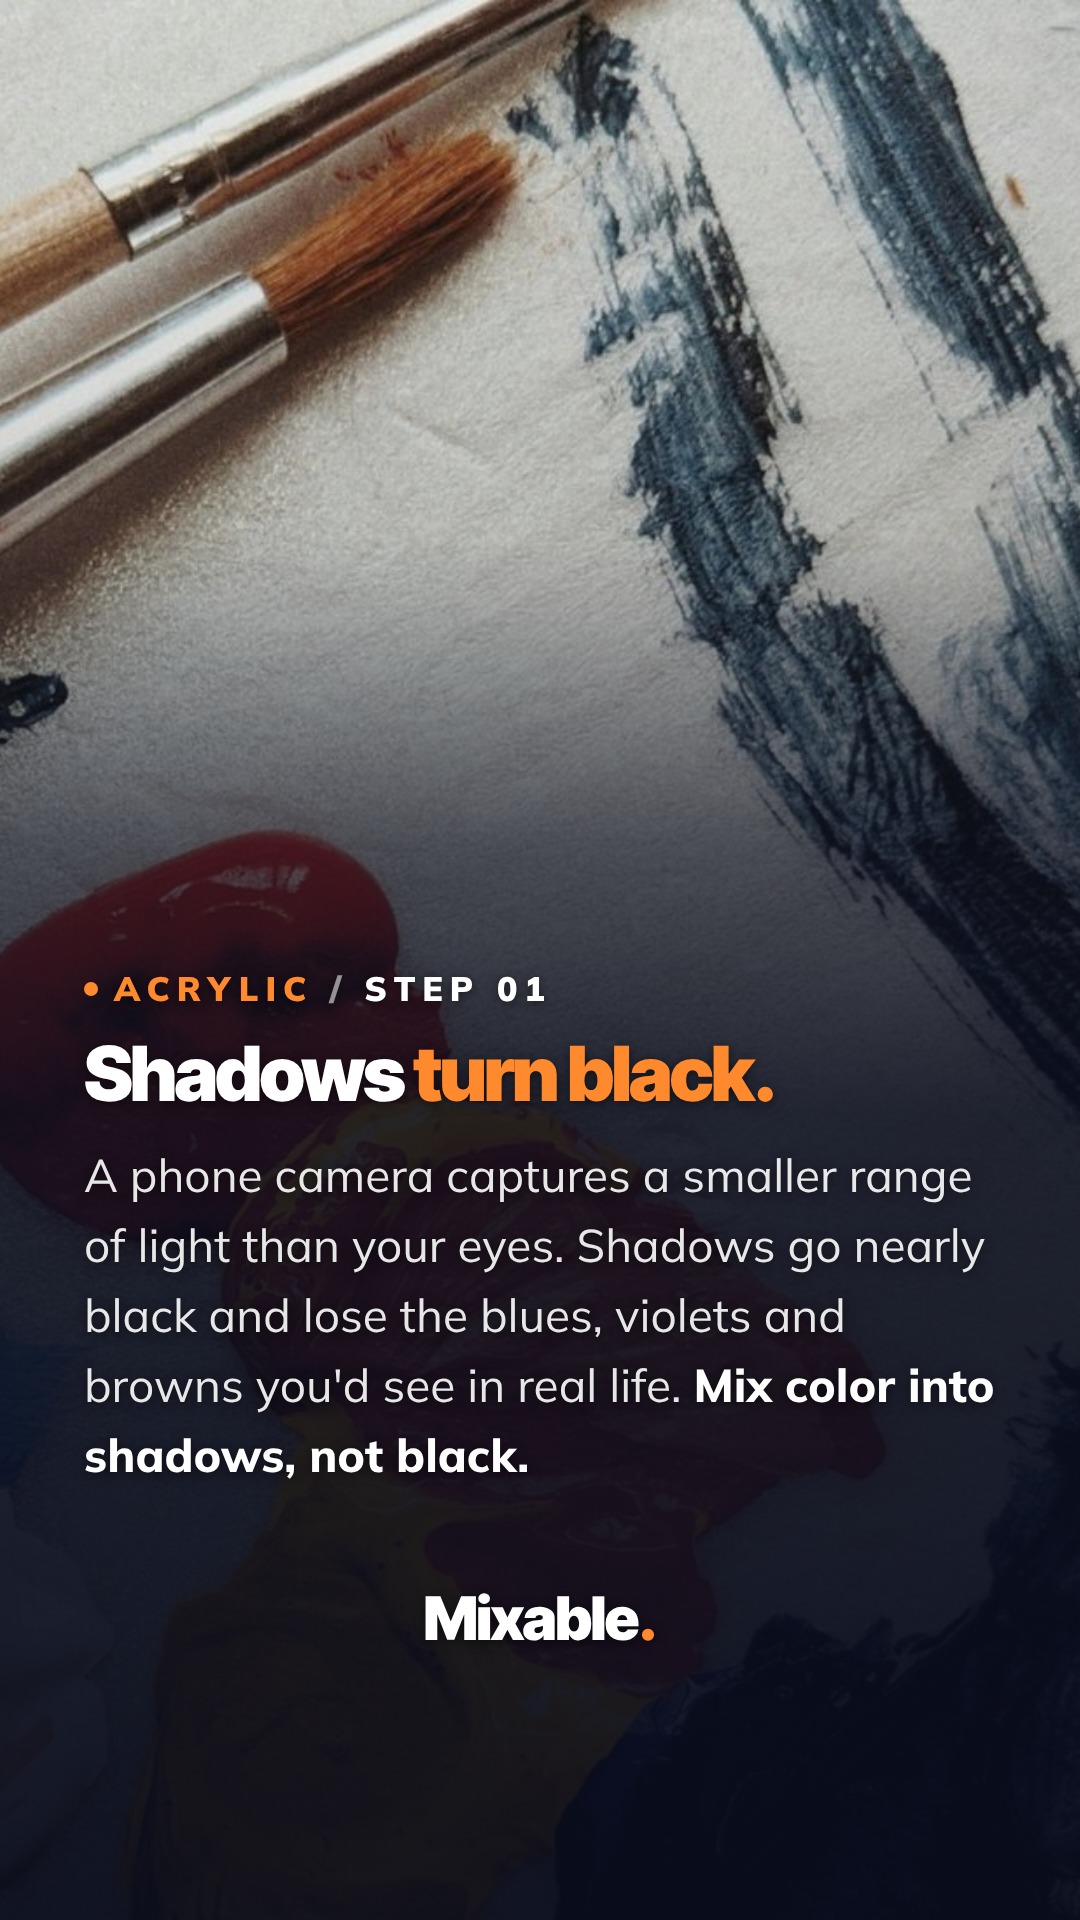 • ACRYLIC / STEP 01
Shadows turn black.
A phone camera captures a smaller range
of light than your eyes. Shadows go nearly
black and lose the blues, violets and
browns you'd see in real life. Mix color into
shadows, not black.
Mixable.